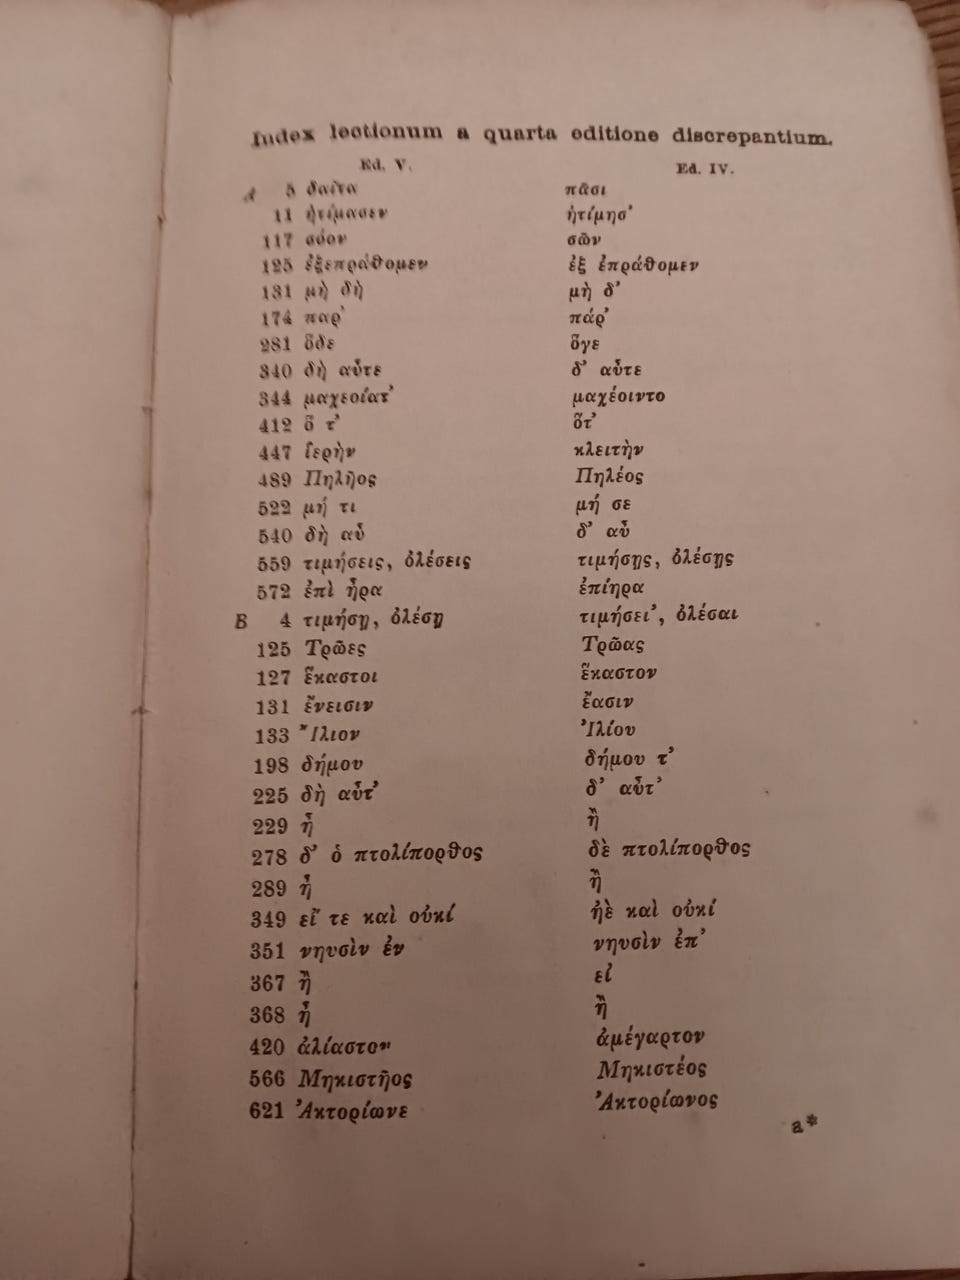 Index lectionum a quarta editione discrepantium.
Ed. V. Ed. IV.
A 5 δαῖτα πᾶσι
11 ἠτίμασεν ἠτίμησ’
117 σόον σῶν
125 ἐξεπράθομεν ἐξ ἐπράθομεν
131 μὴ δὴ μὴ δ’
174 παρ’ πάρ’
281 ὅδε ὅγε
340 δὴ αὖτε δ’ αὖτε
344 μαχεοίατ’ μαχέοιντο
412 ὅ τ’ ὅτ’
447 ἱερὴν κλειτὴν
489 Πηλῆος Πηλέος
522 μή τι μή σε
540 δὴ αὖ δ’ αὖ
559 τιμήσεις, ὀλέσεις τιμήσῃς, ὀλέσῃς
572 ἐπὶ ἦρα ἐπίηρα
B 4 τιμήσῃ, ὀλέσῃ τιμήσει’, ὀλέσαι
125 Τρῶες Τρῶας
127 ἕκαστοι ἕκαστον
131 ἔνεισιν ἔασιν
133 Ἴλιον Ἰλίου
198 δήμου δήμου τ’
225 δὴ αὖτ’ δ’ αὖτ’
229 ἦ ἢ
278 δ’ ὁ πτολίπορθος δὲ πτολίπορθος
289 ἦ ἢ
349 εἴ τε καὶ οὐκί ἠὲ καὶ οὐκί
351 νηυσὶν ἐν νηυσὶν ἐπ’
367 ἢ εἰ
368 ἦ ἢ
420 ἀλίαστον ἀμέγαρτον
566 Μηκιστῆος Μηκιστέος
621 Ἀκτορίωνε Ἀκτορίωνος
a*